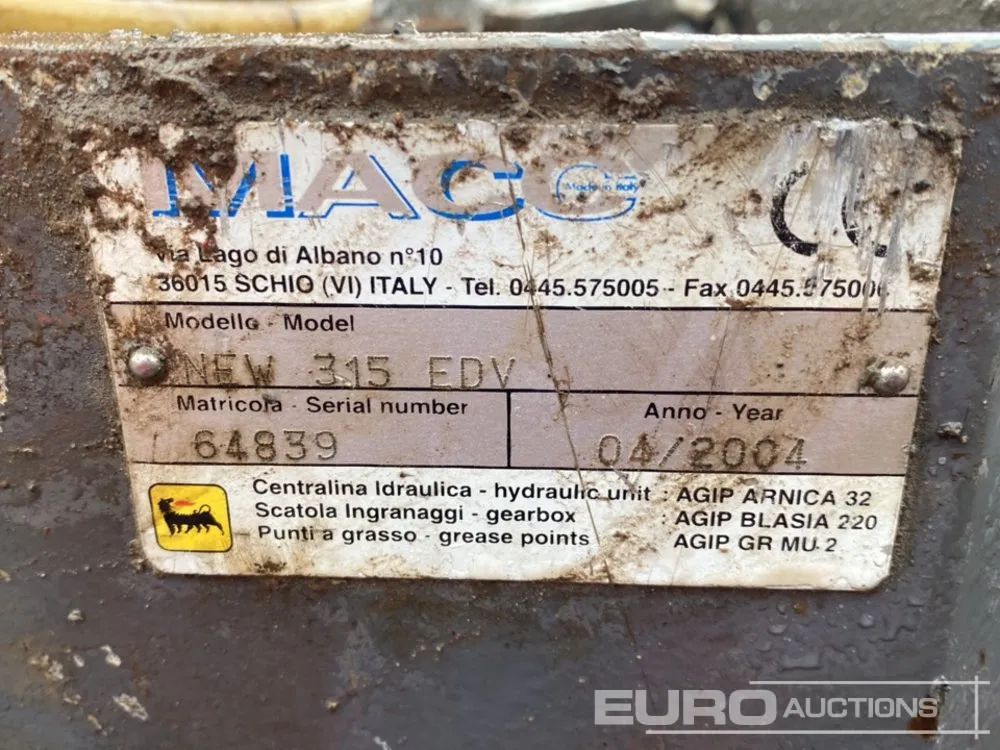 MACC
Made in Italy
Via Lago di Albano n°10
36015 SCHIO (VI) ITALY - Tel. 0445.575005 - Fax 0445.575006
Modello - Model
NEW 315 EDV
Matricola - Serial number
64839
Anno - Year
04/2004
Centralina Idraulica - hydraulic unit : AGIP ARNICA 32
Scatola Ingranaggi - gearbox : AGIP BLASIA 220
Punti a grasso - grease points AGIP GR MU 2
EURO AUCTIONS